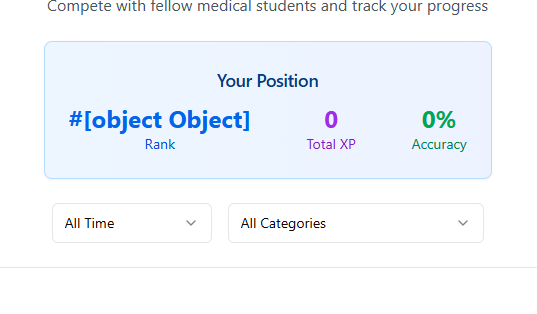 Compete with fellow medical students and track your progress
Your Position
#[object Object] 0 0%
Rank Total XP Accuracy
All Time All Categories